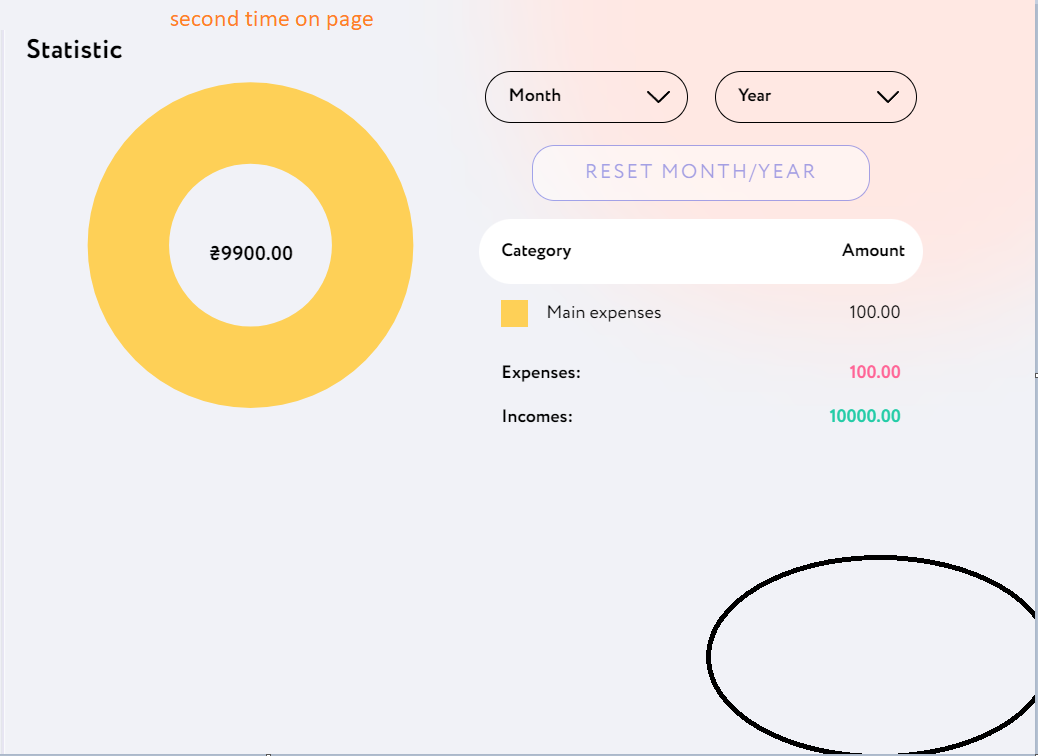 second time on page
Statistic
Month
Year
RESET MONTH/YEAR
₴9900.00
Category Amount
Main expenses 100.00
Expenses: 100.00
Incomes: 10000.00